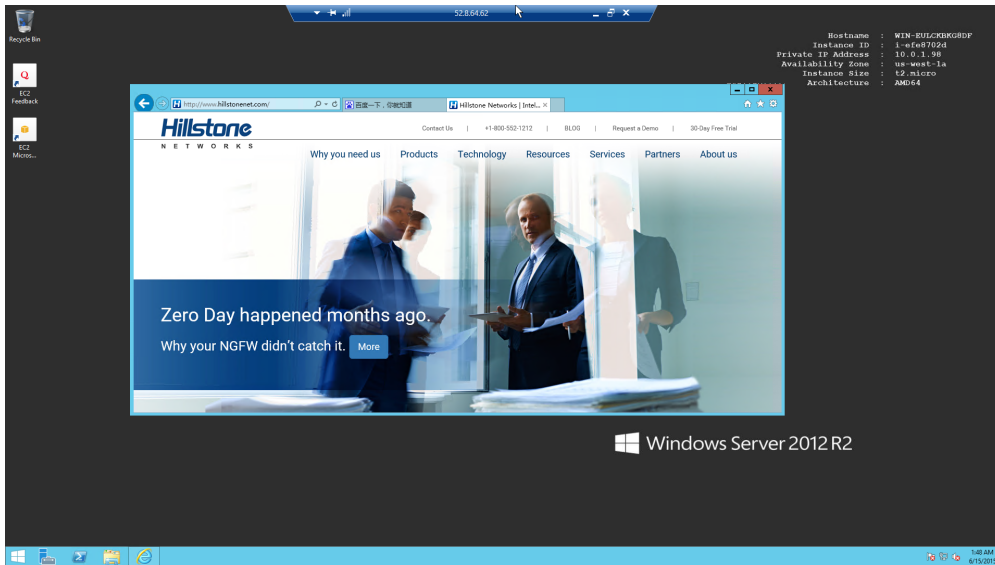 52.8.64.62
Recycle Bin
Hostname : WIN-EULCKBKG8DF
Instance ID : i-efe8702d
Private IP Address : 10.0.1.98
Availability Zone : us-west-1a
Instance Size : t2.micro
Architecture : AMD64
EC2
Feedback
EC2
Micros...
http://www.hillstonenet.com/
百度一下，你就知道
Hillstone Networks | Intel...
Hillstone
NETWORKS
Contact Us | +1-800-552-1212 | BLOG | Request a Demo | 30-Day Free Trial
Why you need us Products Technology Resources Services Partners About us
Zero Day happened months ago.
Why your NGFW didn't catch it. More
Windows Server 2012 R2
1:48 AM
6/15/2015